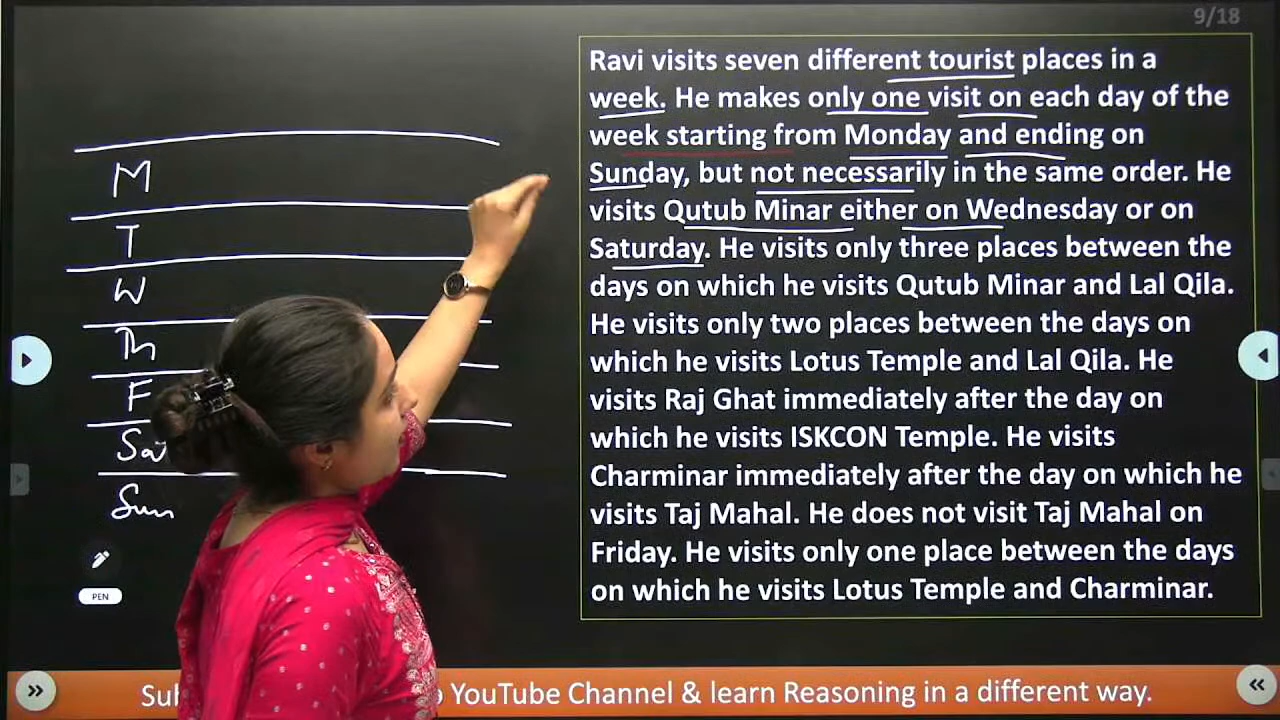 9/18
Ravi visits seven different tourist places in a
week. He makes only one visit on each day of the
week starting from Monday and ending on
Sunday, but not necessarily in the same order. He
visits Qutub Minar either on Wednesday or on
Saturday. He visits only three places between the
days on which he visits Qutub Minar and Lal Qila.
He visits only two places between the days on
which he visits Lotus Temple and Lal Qila. He
visits Raj Ghat immediately after the day on
which he visits ISKCON Temple. He visits
Charminar immediately after the day on which he
visits Taj Mahal. He does not visit Taj Mahal on
Friday. He visits only one place between the days
on which he visits Lotus Temple and Charminar.
M
T
W
Th
F
Sa
Sun
PEN
YouTube Channel & learn Reasoning in a different way.